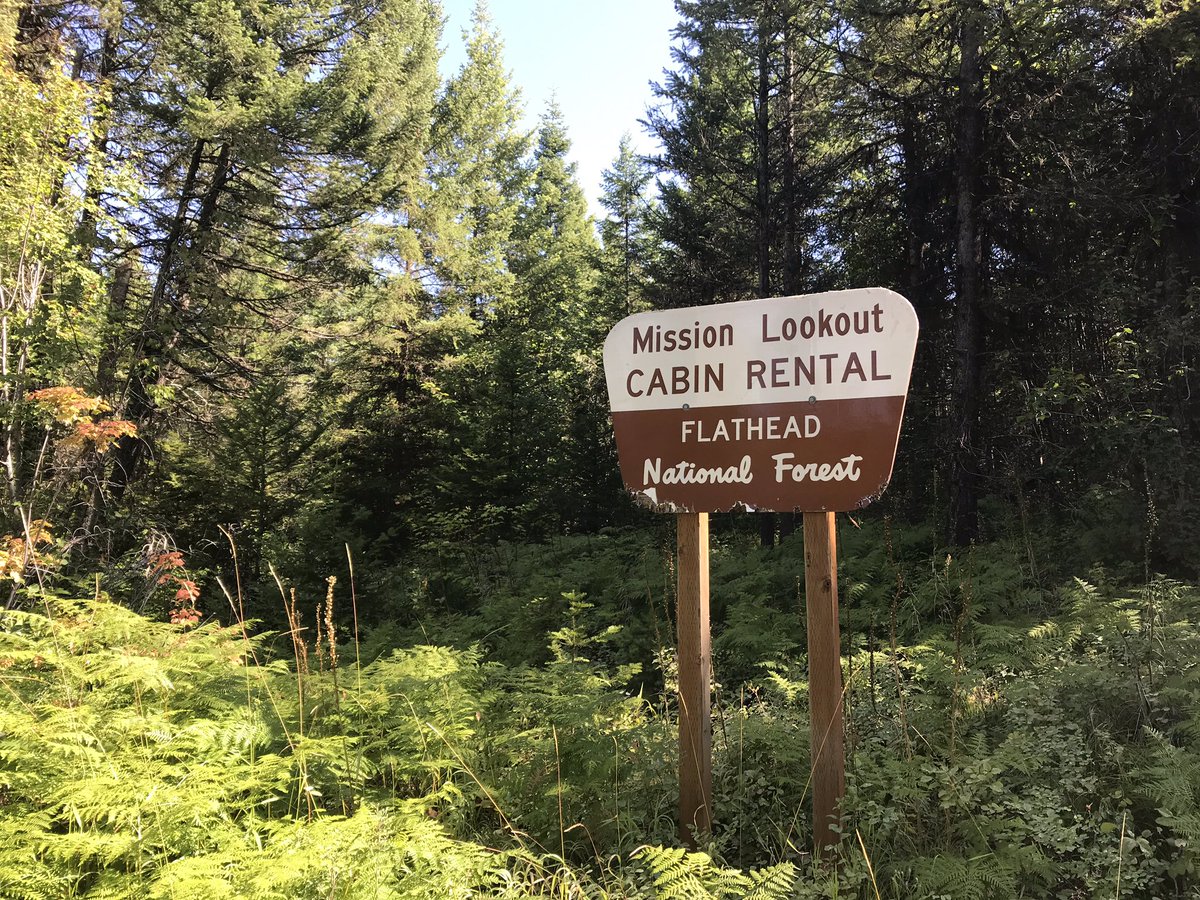 Mission Lookout
CABIN RENTAL
FLATHEAD
National Forest